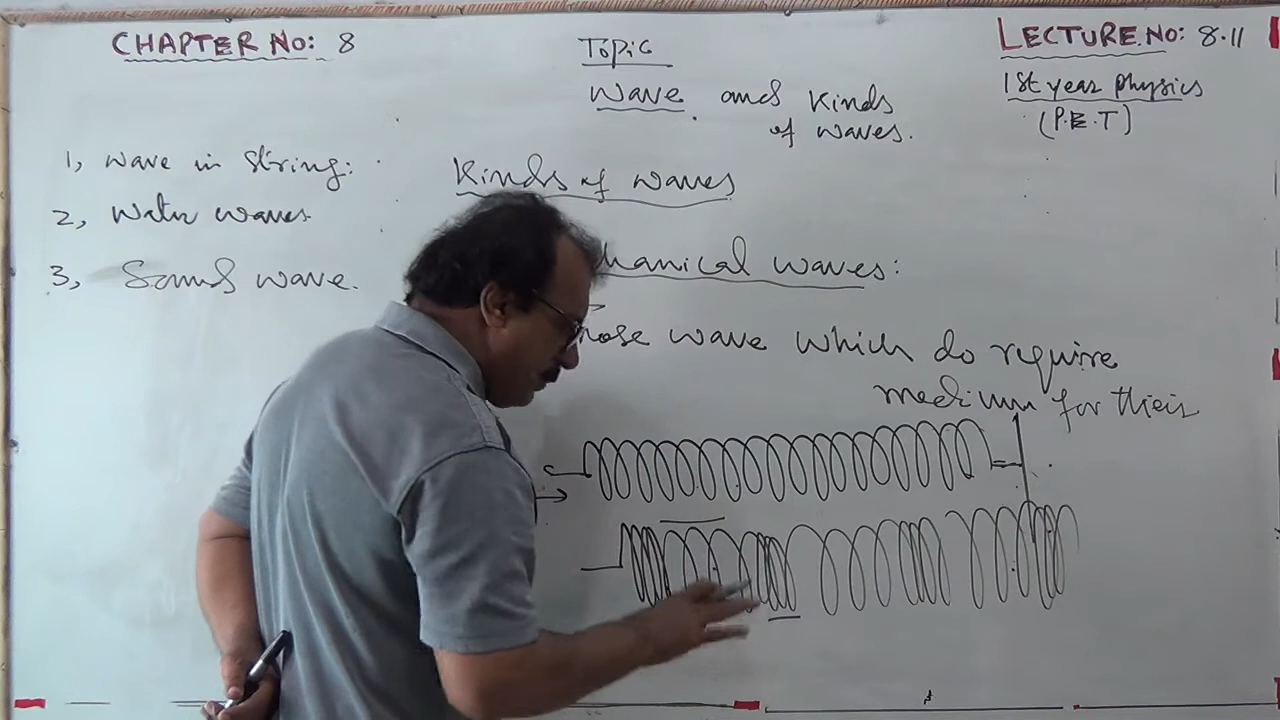 CHAPTER NO: 8
Topic
Wave and Kinds
of waves.
LECTURE. NO: 8.11
1st year physics
(P.E.T)
1, Wave in string:
2, Water waves.
3, Sound wave.
Kinds of waves
hanical waves:
hose wave which do require
medium for their